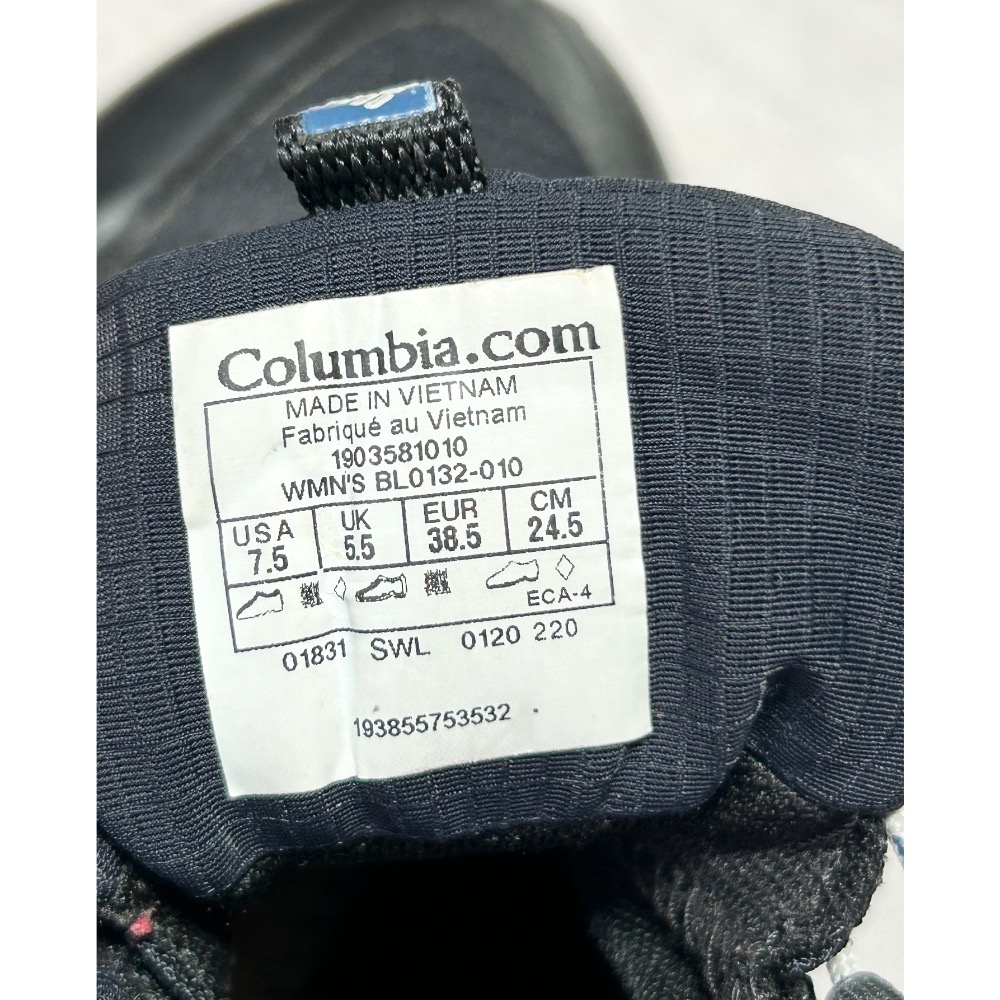 Columbia.com
MADE IN VIETNAM
Fabriqué au Vietnam
1903581010
WMN'S BL0132-010
USA UK EUR CM
7.5 5.5 38.5 24.5
ECA-4
01831 SWL 0120 220
193855753532